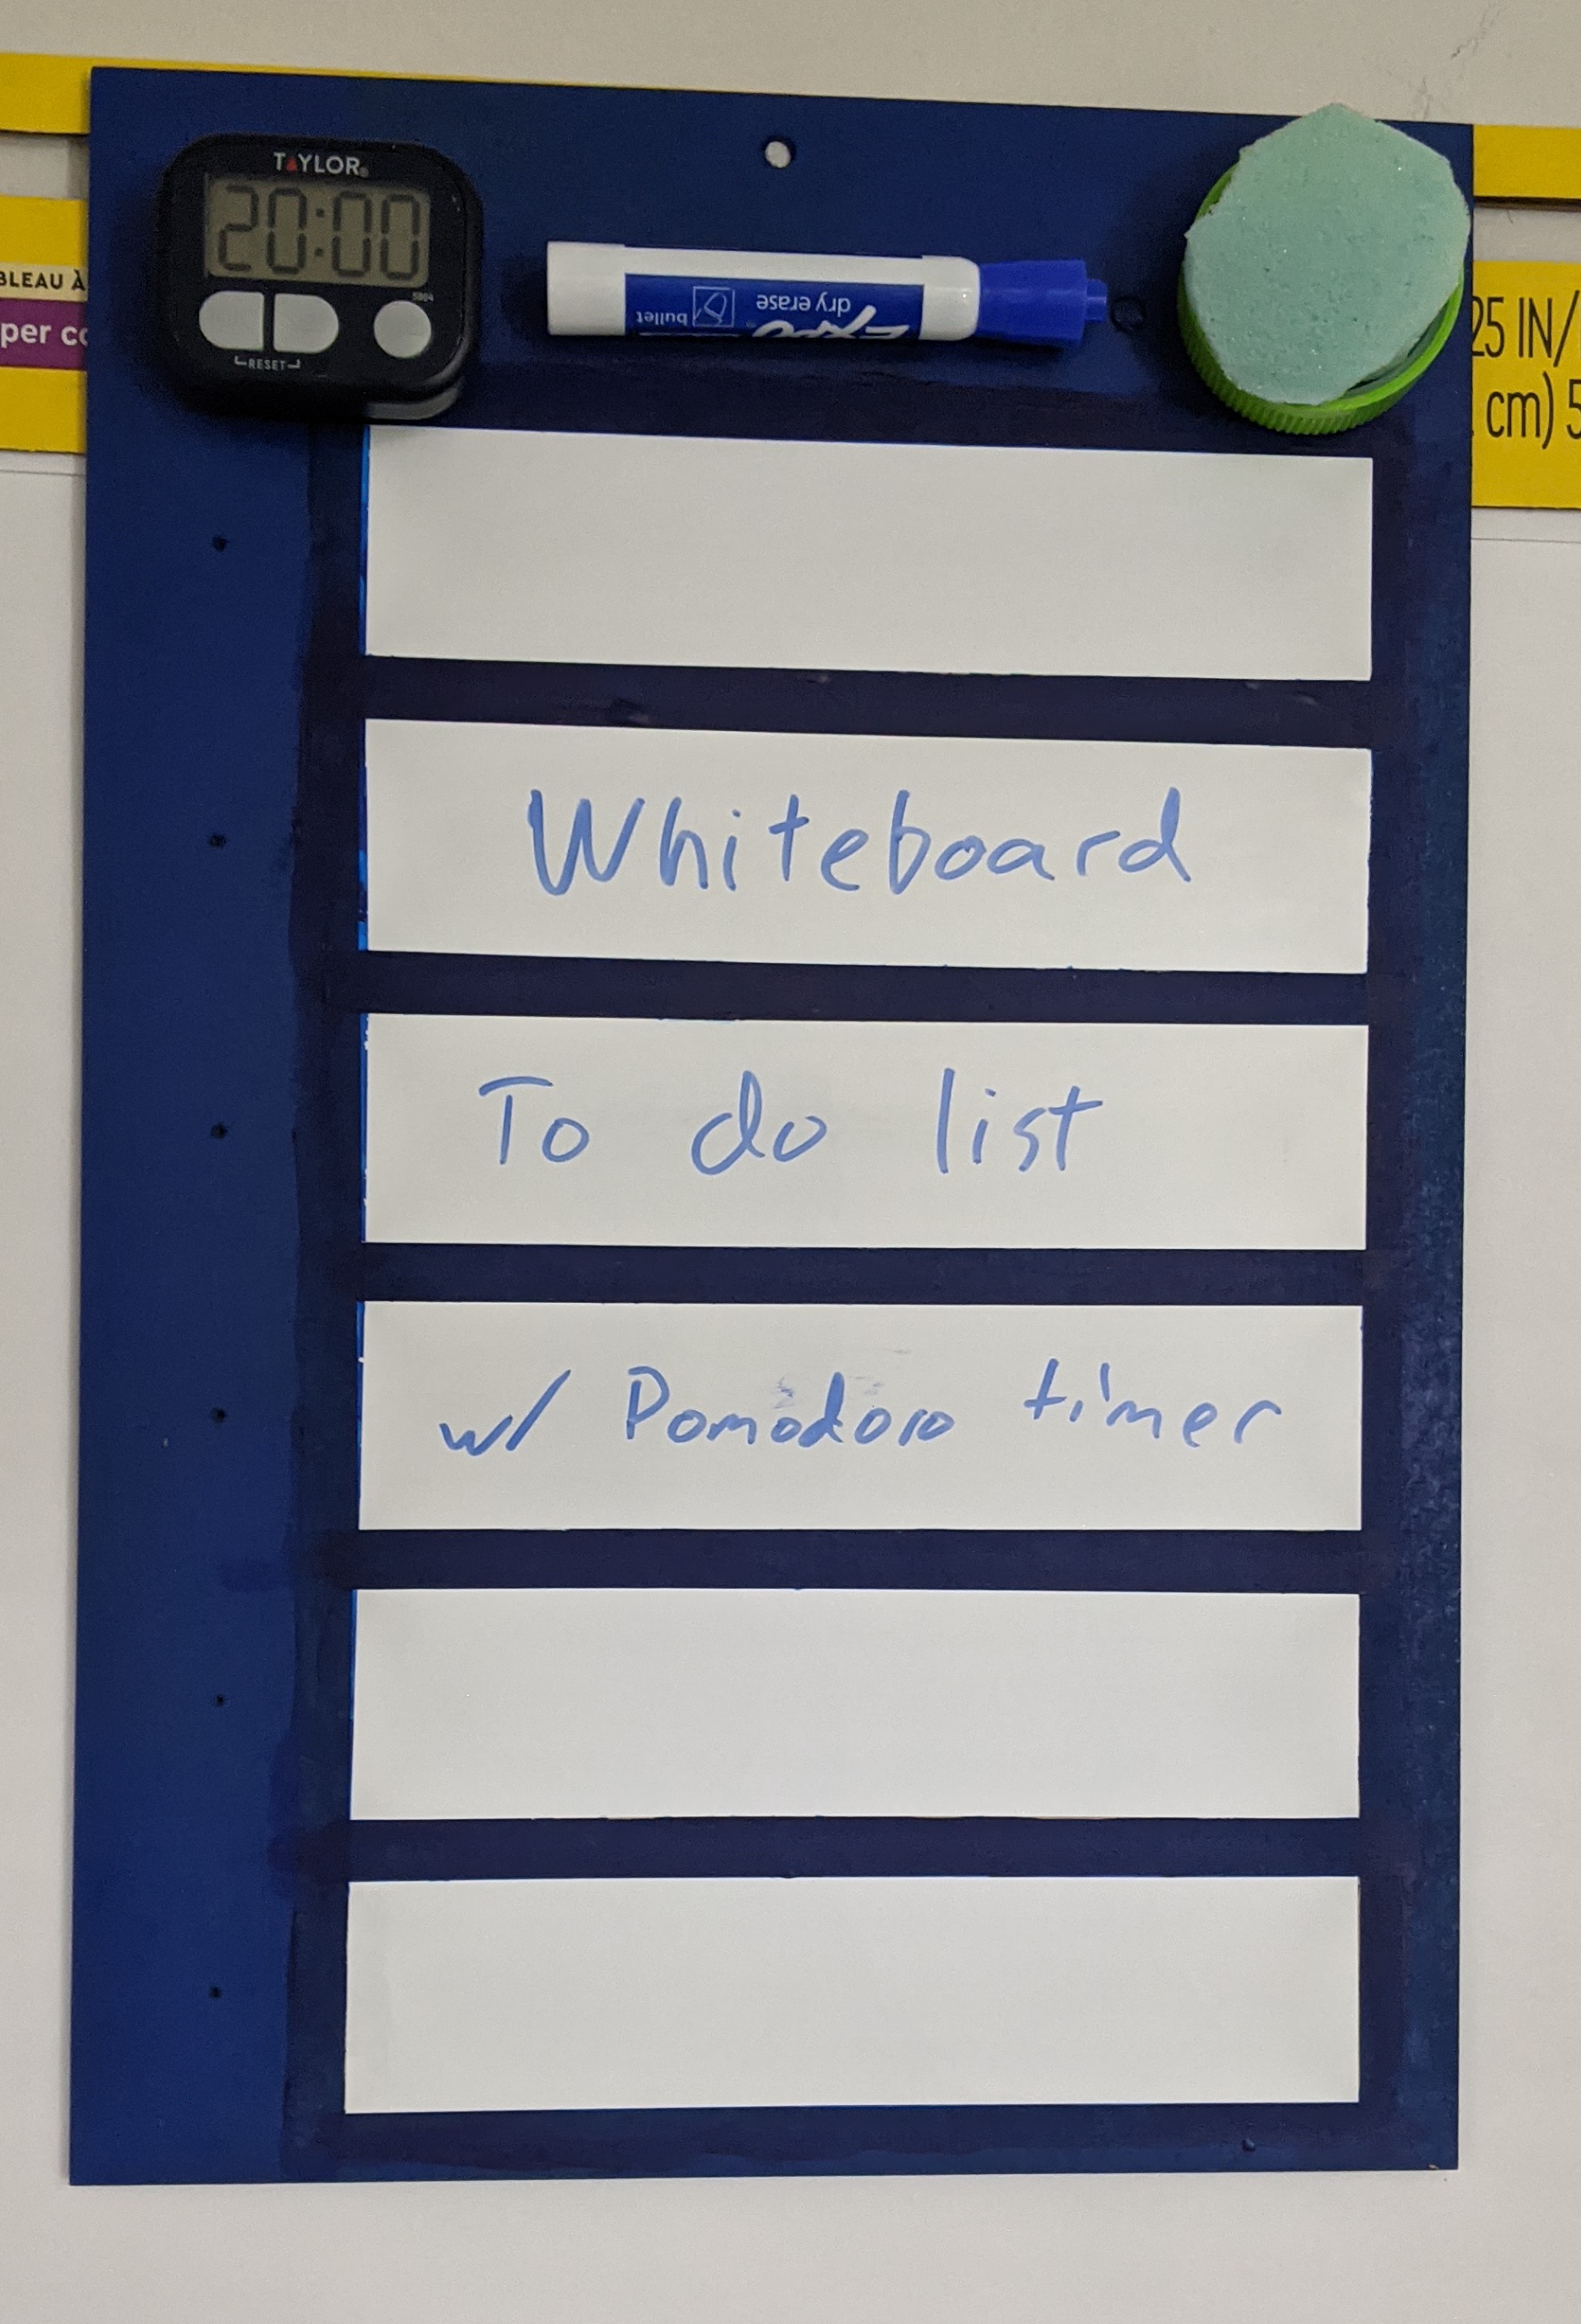 TAYLOR
20:00
5864
RESET
EXPO
dry erase
bullet
BLEAU À
per co
25 IN/
cm) 5
Whiteboard
To do list
w/ Pomodoro timer